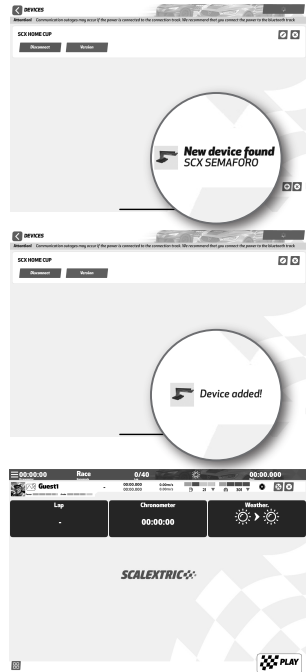 DEVICES
Attention! Communication outages may occur if the power is connected to the connection track. We recommend that you connect the power to the bluetooth track.
SCX HOME CUP
Disconnect Version
New device found
SCX SEMAFORO
DEVICES
Attention! Communication outages may occur if the power is connected to the connection track. We recommend that you connect the power to the bluetooth track.
SCX HOME CUP
Disconnect Version
Device added!
00:00:00 Race 0/40 00:00.000
Guest1 - 00:00.000 0.00m/s
00:00.000 0.00m/s
Lap Chronometer Weather
- 00:00:00
SCALEXTRIC
PLAY